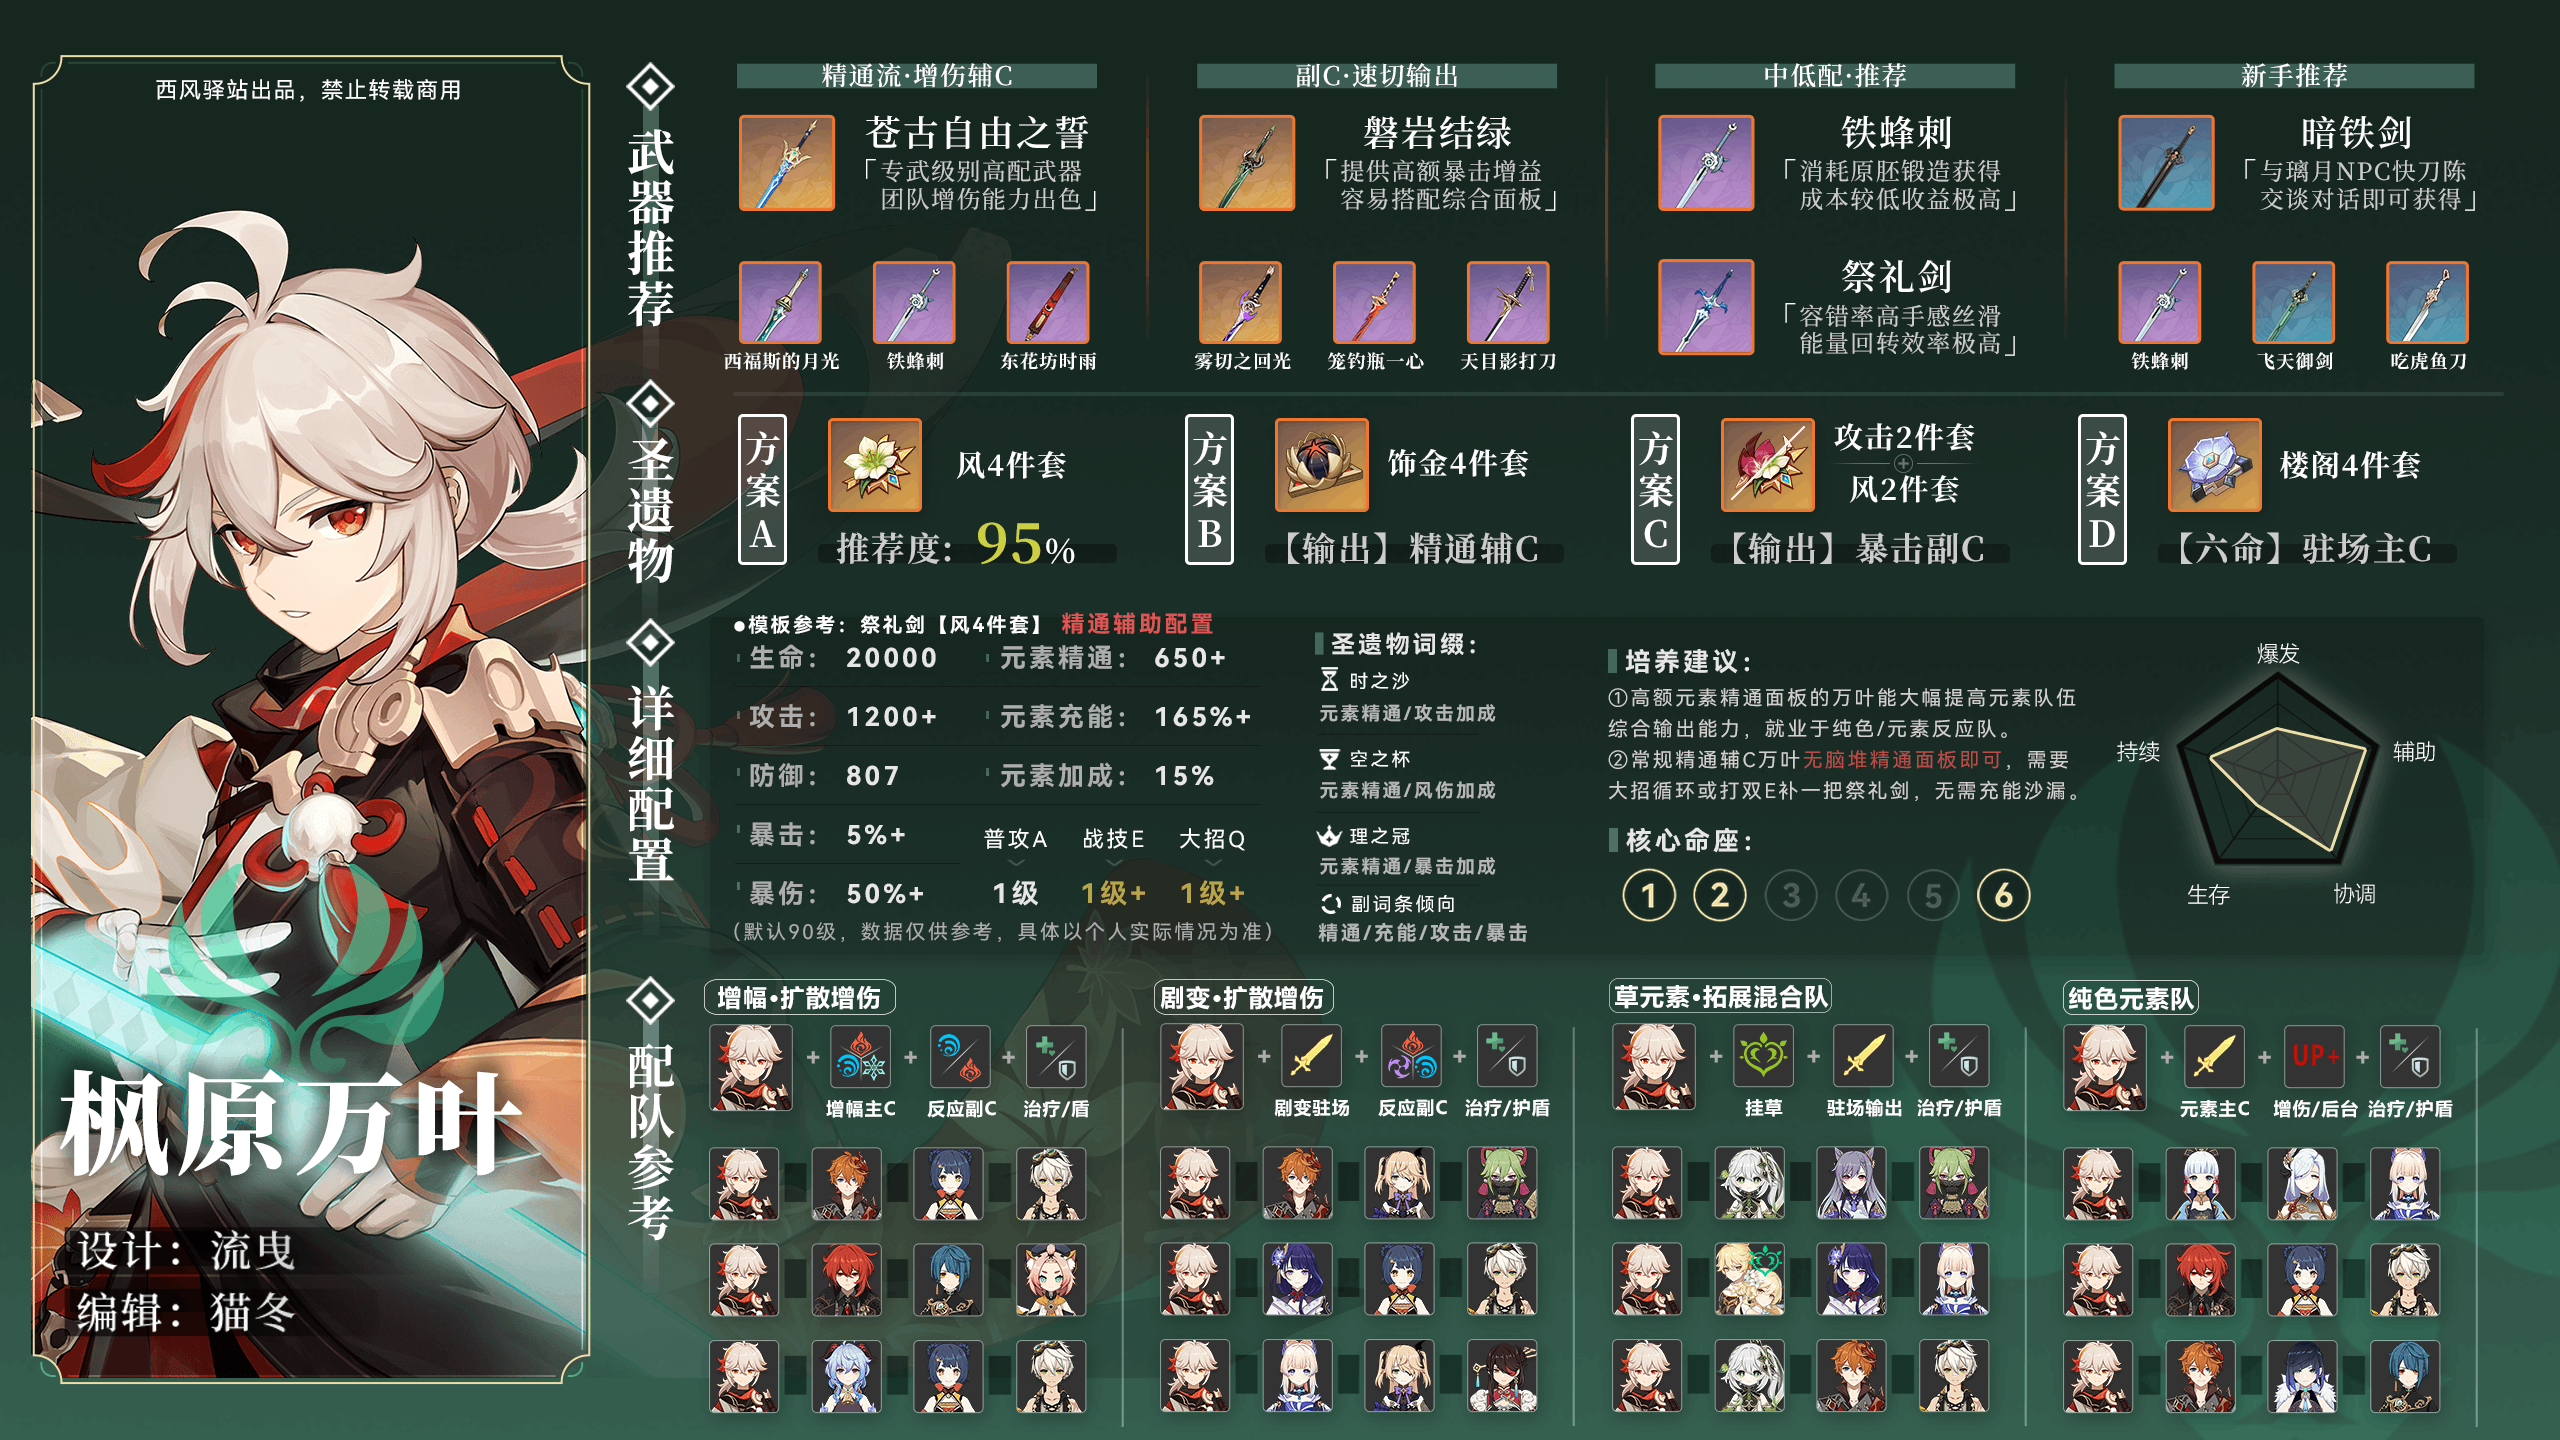 西风驿站出品，禁止转载商用
枫原万叶
设计：流曳
编辑：猫冬
武器推荐
精通流·增伤辅C
苍古自由之誓
「专武级别高配武器
团队增伤能力出色」
西福斯的月光
铁蜂刺
东花坊时雨
副C·速切输出
磐岩结绿
「提供高额暴击增益
容易搭配综合面板」
雾切之回光
笼钓瓶一心
天目影打刀
中低配·推荐
铁蜂刺
「消耗原胚锻造获得
成本较低收益极高」
祭礼剑
「容错率高手感丝滑
能量回转效率极高」
新手推荐
暗铁剑
「与璃月NPC快刀陈
交谈对话即可获得」
铁蜂刺
飞天御剑
吃虎鱼刀
圣遗物
方案A
风4件套
推荐度：95%
方案B
饰金4件套
【输出】精通辅C
方案C
攻击2件套
风2件套
【输出】暴击副C
方案D
楼阁4件套
【六命】驻场主C
详细配置
●模板参考：祭礼剑【风4件套】 精通辅助配置
生命： 20000 元素精通： 650+
攻击： 1200+ 元素充能： 165%+
防御： 807 元素加成： 15%
暴击： 5%+ 普攻A 战技E 大招Q
暴伤： 50%+ 1级 1级+ 1级+
(默认90级，数据仅供参考，具体以个人实际情况为准)
圣遗物词缀：
时之沙
元素精通/攻击加成
空之杯
元素精通/风伤加成
理之冠
元素精通/暴击加成
副词条倾向
精通/充能/攻击/暴击
培养建议：
①高额元素精通面板的万叶能大幅提高元素队伍
综合输出能力，就业于纯色/元素反应队。
②常规精通辅C万叶无脑堆精通面板即可，需要
大招循环或打双E补一把祭礼剑，无需充能沙漏。
核心命座：
1 2 3 4 5 6
爆发
持续
辅助
生存
协调
配队参考
增幅·扩散增伤
+ + +
增幅主C 反应副C 治疗/盾
剧变·扩散增伤
+ + +
剧变驻场 反应副C 治疗/护盾
草元素·拓展混合队
+ + +
挂草 驻场输出 治疗/护盾
纯色元素队
+ + UP+ +
元素主C 增伤/后台 治疗/护盾